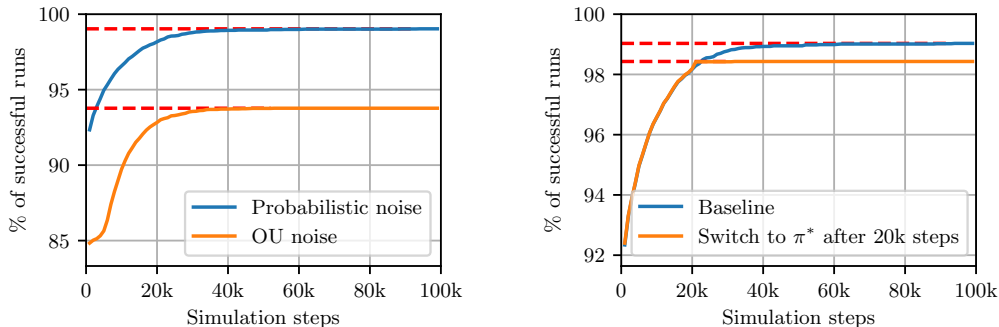 % of successful runs
100
95
90
85
0
20k
40k
60k
80k
100k
Simulation steps
Probabilistic noise
OU noise
% of successful runs
100
98
96
94
92
0
20k
40k
60k
80k
100k
Simulation steps
Baseline
Switch to π* after 20k steps